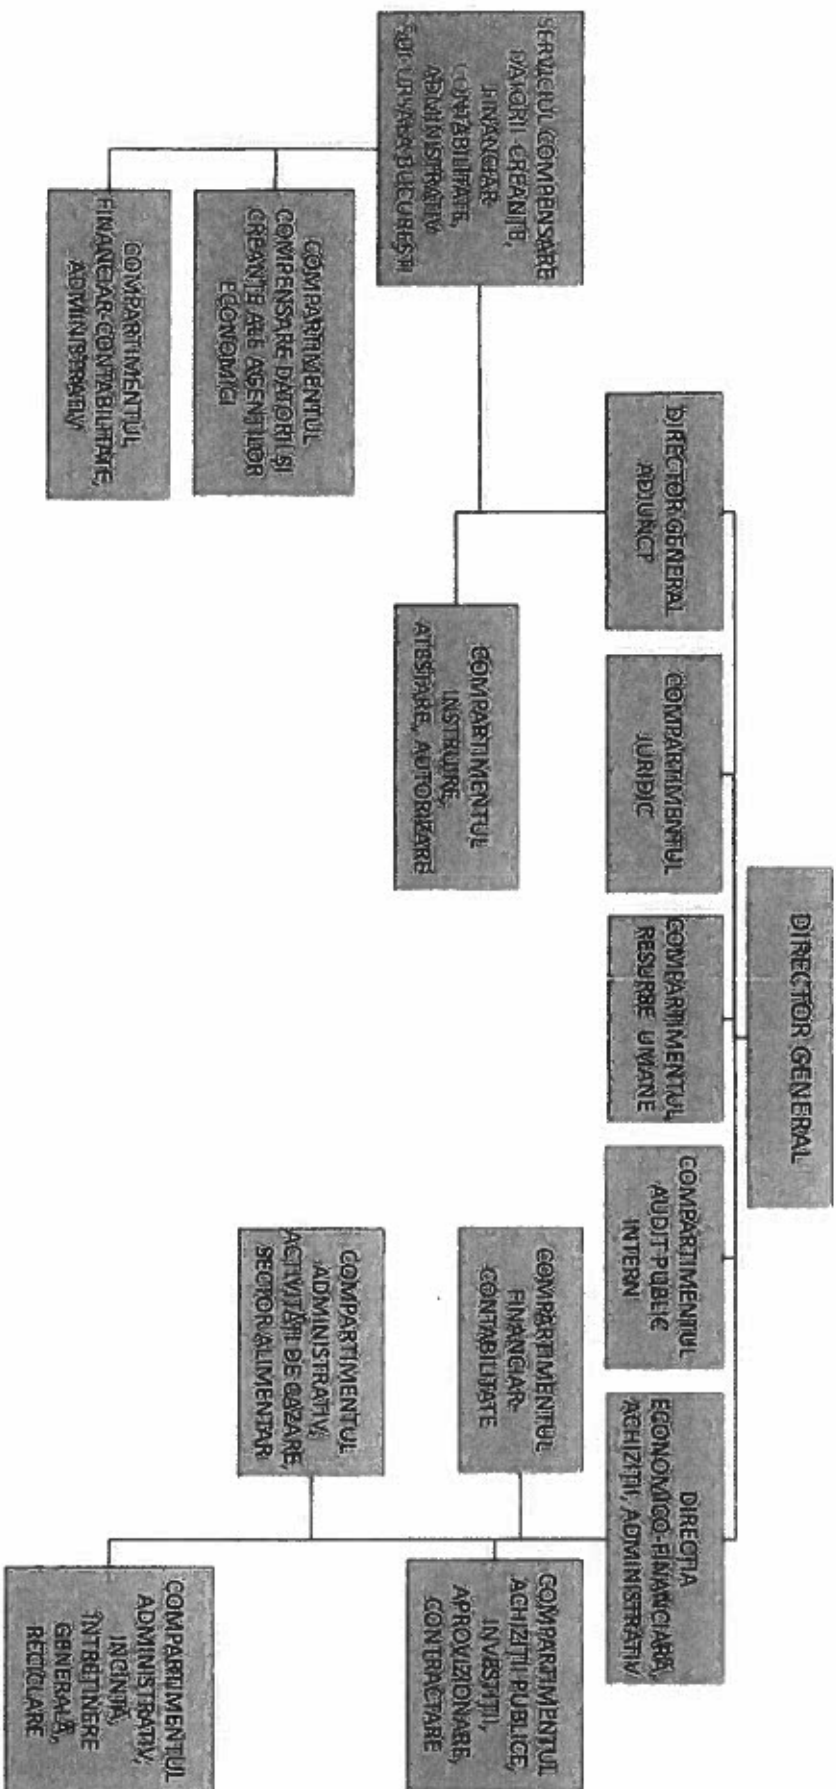 DIRECTOR GENERAL
DIRECTOR GENERAL
ADJUNCT
COMPARTIMENTUL
JURIDIC
COMPARTIMENTUL
RESURSE UMANE
COMPARTIMENTUL
AUDIT PUBLIC
INTERN
DIRECȚIA
ECONOMICO-FINANCIARĂ,
ACHIZIȚII, ADMINISTRATIV
SERVICIUL COMPENSARE
DATORII-CREANȚE,
FINANCIAR-
CONTABILITATE,
ADMINISTRATIV
SUCURSALA BUCUREȘTI
COMPARTIMENTUL
INSTRUIRE,
ATESTARE, AUTORIZARE
COMPARTIMENTUL
COMPENSARE DATORII ȘI
CREANȚE ALE AGENȚILOR
ECONOMICI
COMPARTIMENTUL
FINANCIAR-CONTABILITATE,
ADMINISTRATIV
COMPARTIMENTUL
FINANCIAR-
CONTABILITATE
COMPARTIMENTUL
ACHIZIȚII PUBLICE,
INVESTIȚII,
APROVIZIONARE,
CONTRACTARE
COMPARTIMENTUL
ADMINISTRATIV,
ACTIVITĂȚI DE CAZARE,
SECTOR ALIMENTAR
COMPARTIMENTUL
ADMINISTRATIV,
INCINTĂ,
ÎNTREȚINERE
GENERALĂ,
RECICLARE